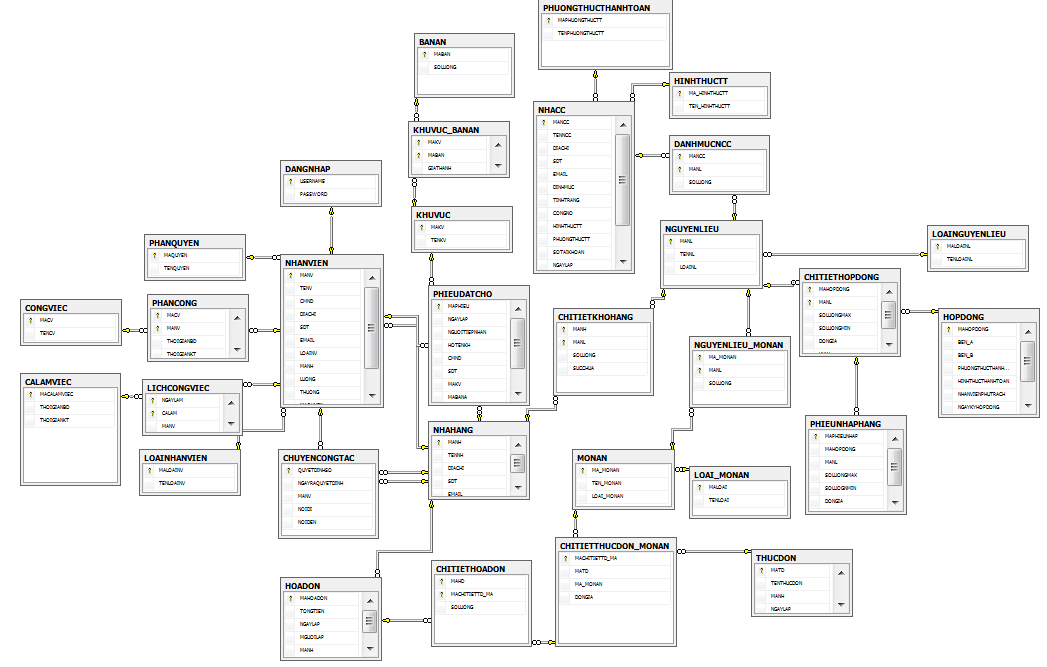 PHUONGTHUCTHANHTOAN
MAPHUONGTHUCTT
TENPHUONGTHUCTT
BANAN
MABAN
SOLUONG
HINHTHUCTT
MA_HINHTHUCTT
TEN_HINHTHUCTT
NHACC
MANCC
TENNCC
DIACHI
SDT
EMAIL
DINHMUC
TINHTRANG
CONGNO
HINHTHUCTT
PHUONGTHUCTT
SOTAIKHOAN
NGAYLAP
KHUVUC_BANAN
MAKV
MABAN
GIATHANH
DANHMUCNCC
MANCC
MANL
SOLUONG
DANGNHAP
USERNAME
PASSWORD
KHUVUC
MAKV
TENKV
NGUYENLIEU
MANL
TENNL
LOAINL
LOAINGUYENLIEU
MALOAINL
TENLOAINL
PHANQUYEN
MAQUYEN
TENQUYEN
NHANVIEN
MANV
TENV
CMND
DIACHI
SDT
EMAIL
LOAINV
MANH
LUONG
THUONG
CHITIETHOPDONG
MAHOPDONG
MANL
SOLUONGMAX
SOLUONGMIN
DONGIA
PHIEUDATCHO
MAPHIEU
NGAYLAP
NGUOITIEPNHAN
HOTENKH
CMND
SDT
MAKV
MABANA
PHANCONG
MACV
MANV
THOIGIANBD
THOIGIANKT
CONGVIEC
MACV
TENCV
CHITIETKHOHANG
MANH
MANL
SOLUONG
SUCCHUA
HOPDONG
MAHOPDONG
BEN_A
BEN_B
PHUONGTHUCTHANH...
HINHTHUCTHANHTOAN
NHANVIENPHUTRACH
NGAYKYHOPDONG
NGUYENLIEU_MONAN
MA_MONAN
MANL
SOLUONG
CALAMVIEC
MACALAMVIEC
THOIGIANBD
THOIGIANKT
LICHCONGVIEC
NGAYLAM
CALAM
MANV
PHIEUNHAPHANG
MAPHIEUNHAP
MAHOPDONG
MANL
SOLUONGMAX
SOLUOGNMIN
DONGIA
NHAHANG
MANH
TENNH
DIACHI
SDT
EMAIL
LOAINHANVIEN
MALOAINV
TENLOAINV
CHUYENCONGTAC
QUYETDINHSO
NGAYRAQUYETDINH
MANV
NOIDI
NOIDEN
MONAN
MA_MONAN
TEN_MONAN
LOAI_MONAN
LOAI_MONAN
MALOAI
TENLOAI
CHITIETTHUCDON_MONAN
MACHITIETTD_MA
MATD
MA_MONAN
DONGIA
THUCDON
MATD
TENTHUCDON
MANH
NGAYLAP
CHITIETHOADON
MAHD
MACHITIETTD_MA
SOLUONG
HOADON
MAHOADON
TONGTIEN
NGAYLAP
MGUOILAP
MANH